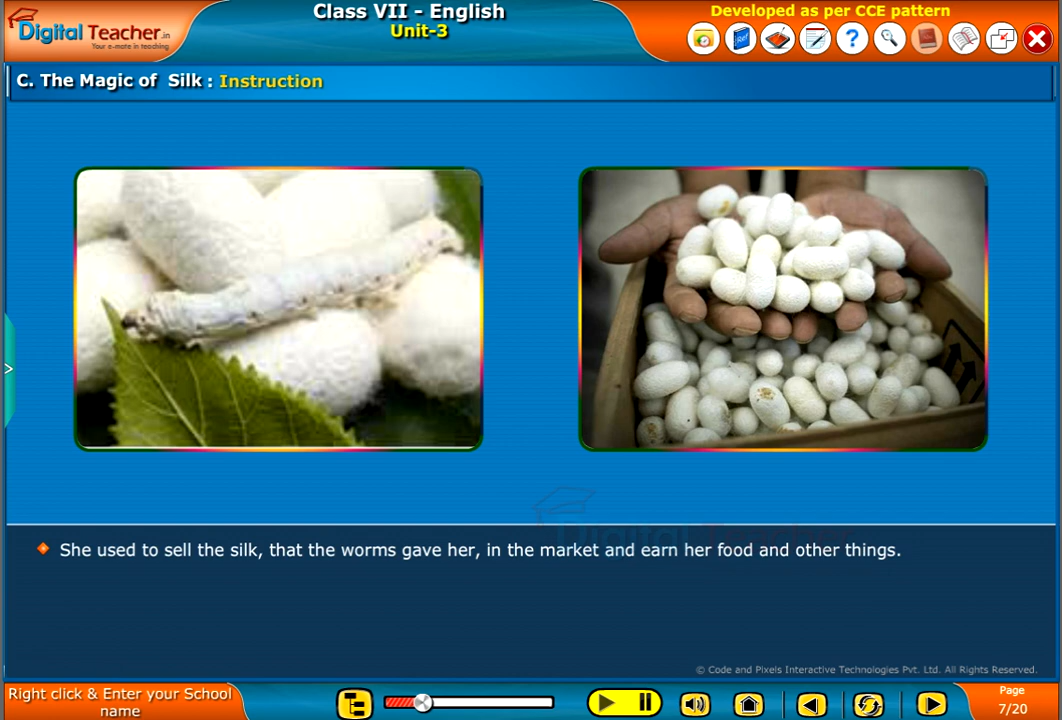 Digital Teacher.in
Your e-mate in teaching
Class VII - English
Unit-3
Developed as per CCE pattern
iRef
?
C. The Magic of Silk : Instruction
>
Digital Teacher
She used to sell the silk, that the worms gave her, in the market and earn her food and other things.
© Code and Pixels Interactive Technologies Pvt. Ltd. All Rights Reserved.
Right click & Enter your School
name
Page
7/20